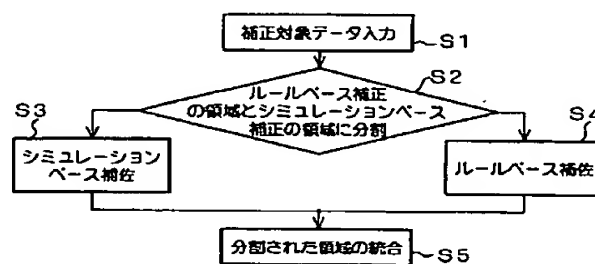 補正対象データ入力
S1
S2
ルールベース補正
の領域とシミュレーションベース
補正の領域に分割
S3
シミュレーション
ベース補佐
S4
ルールベース補佐
分割された領域の統合
S5